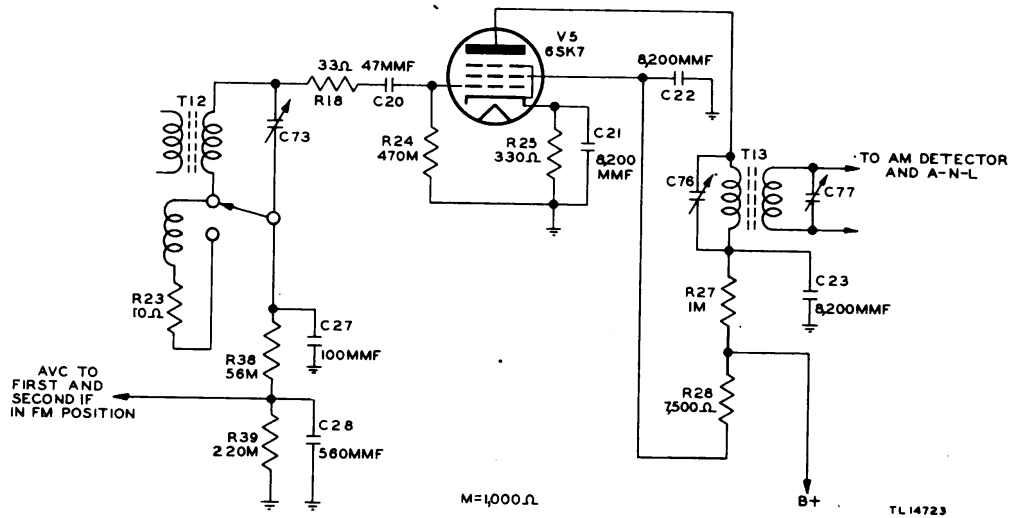 V5
6SK7
33Ω
47MMF
R18
C20
8,200MMF
C22
T12
C73
R24
470M
R25
330Ω
C21
8,200
MMF
T13
C76
C77
TO AM DETECTOR
AND A-N-L
R23
10Ω
C27
100MMF
R38
56M
R27
1M
C23
8,200MMF
AVC TO
FIRST AND
SECOND IF
IN FM POSITION
R39
220M
C28
560MMF
R28
7,500Ω
M=1,000Ω
B+
TL14723